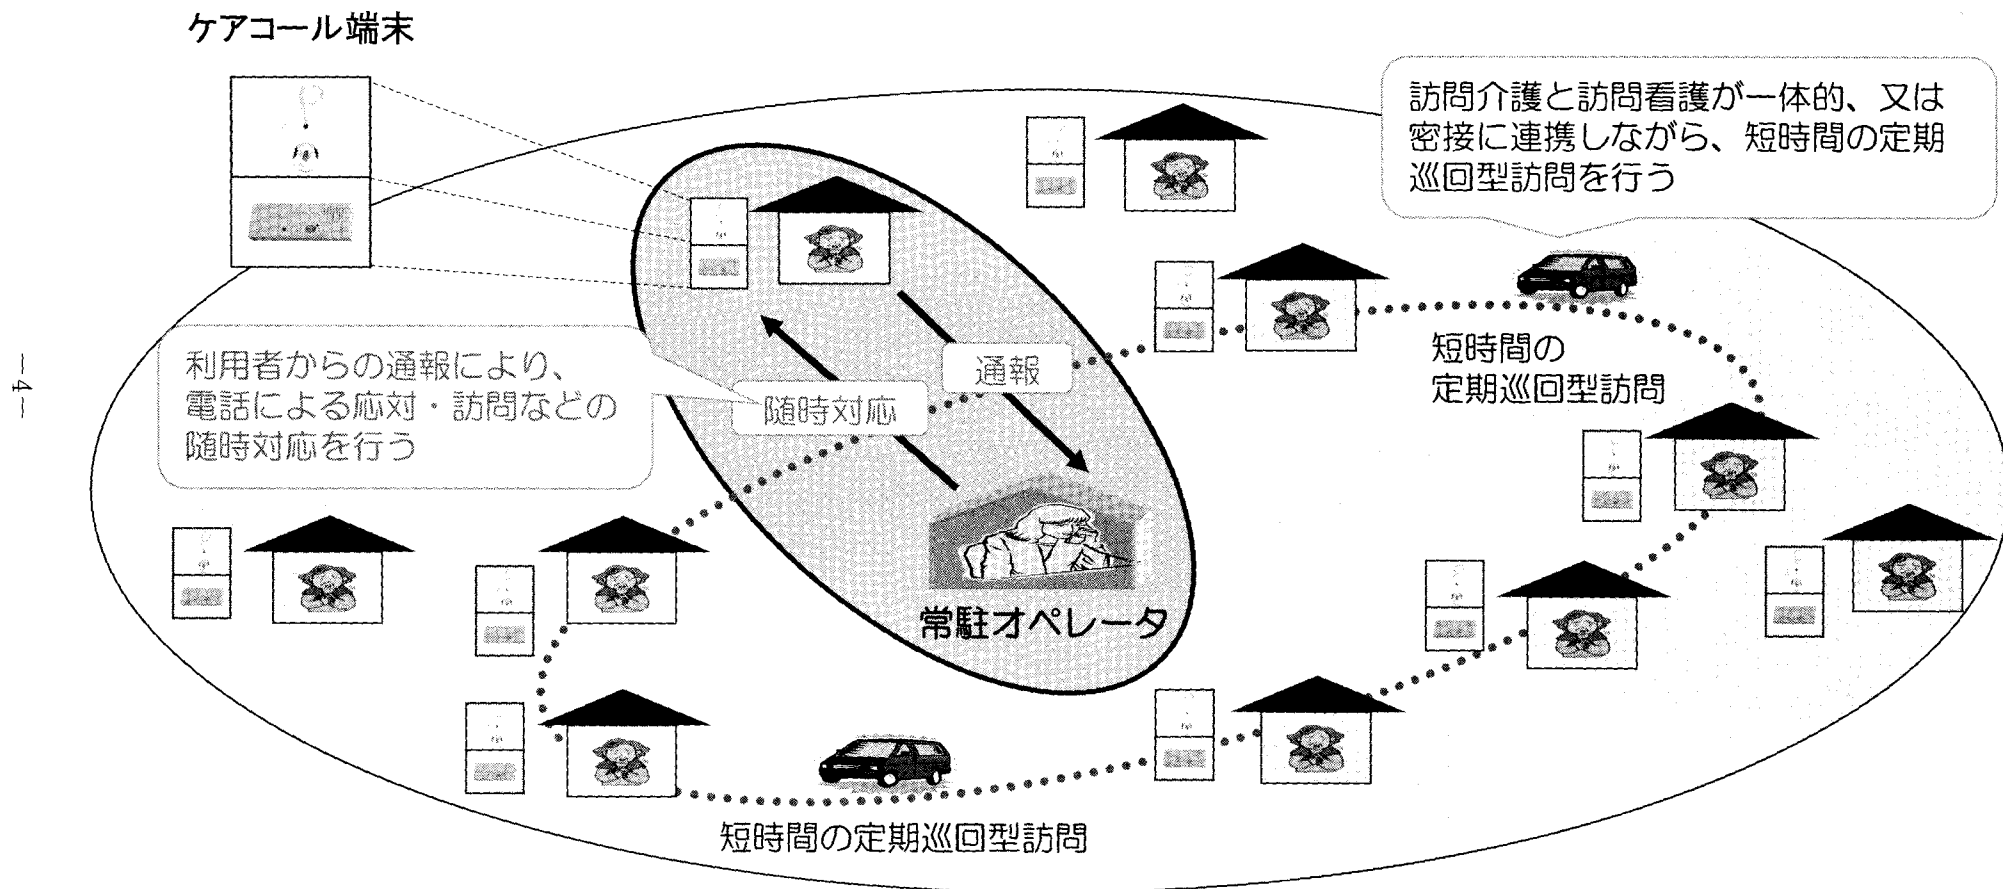 ケアコール端末
訪問介護と訪問看護が一体的、又は
密接に連携しながら、短時間の定期
巡回型訪問を行う
利用者からの通報により、
電話による応対・訪問などの
随時対応を行う
通報
随時対応
短時間の
定期巡回型訪問
常駐オペレータ
短時間の定期巡回型訪問
―4―